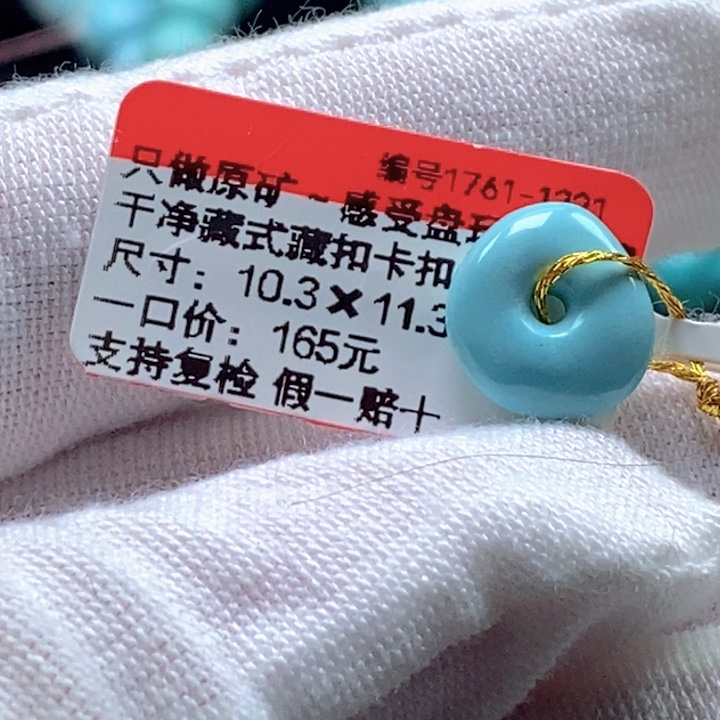 编号1761-1331
只做原矿~感受盘玩
干净藏式藏扣卡扣
尺寸：10.3×11.3
一口价：165元
支持复检 假一赔十